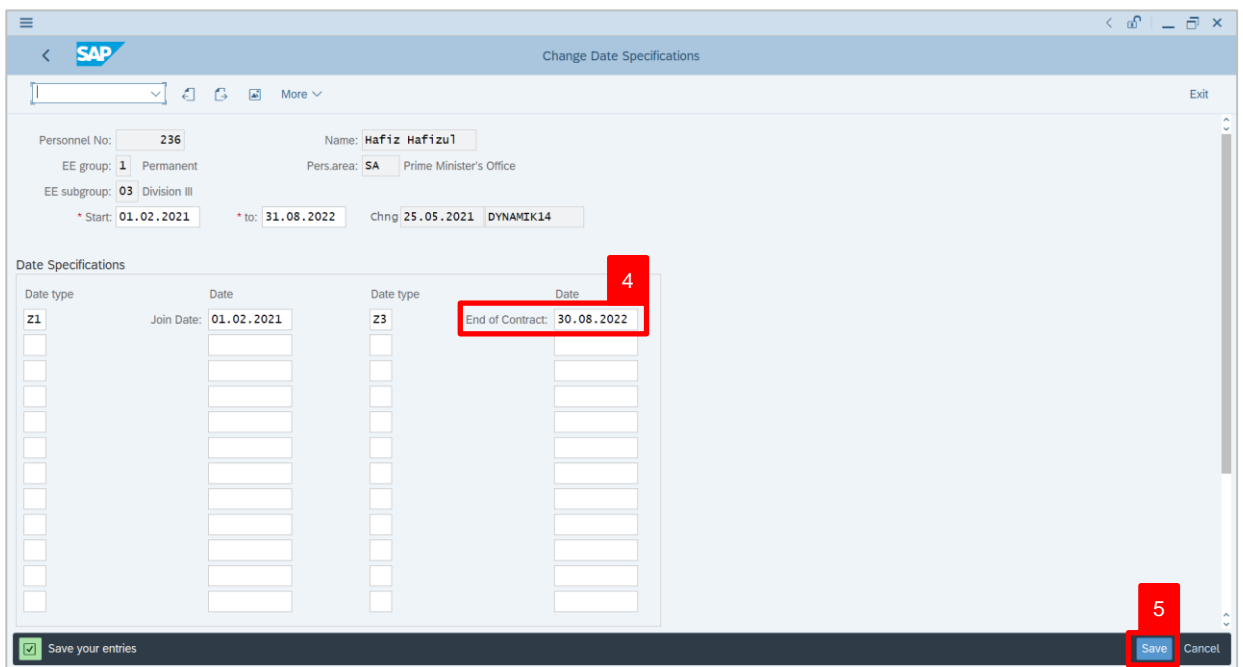 SAP
Change Date Specifications
More
Exit
Personnel No: 236 Name: Hafiz Hafizul
EE group: 1 Permanent Pers.area: SA Prime Minister's Office
EE subgroup: 03 Division III
* Start: 01.02.2021 * to: 31.08.2022 Chng 25.05.2021 DYNAMIK14
Date Specifications
4
Date type Date Date type Date
Z1 Join Date: 01.02.2021 Z3 End of Contract: 30.08.2022
5
Save your entries Save Cancel